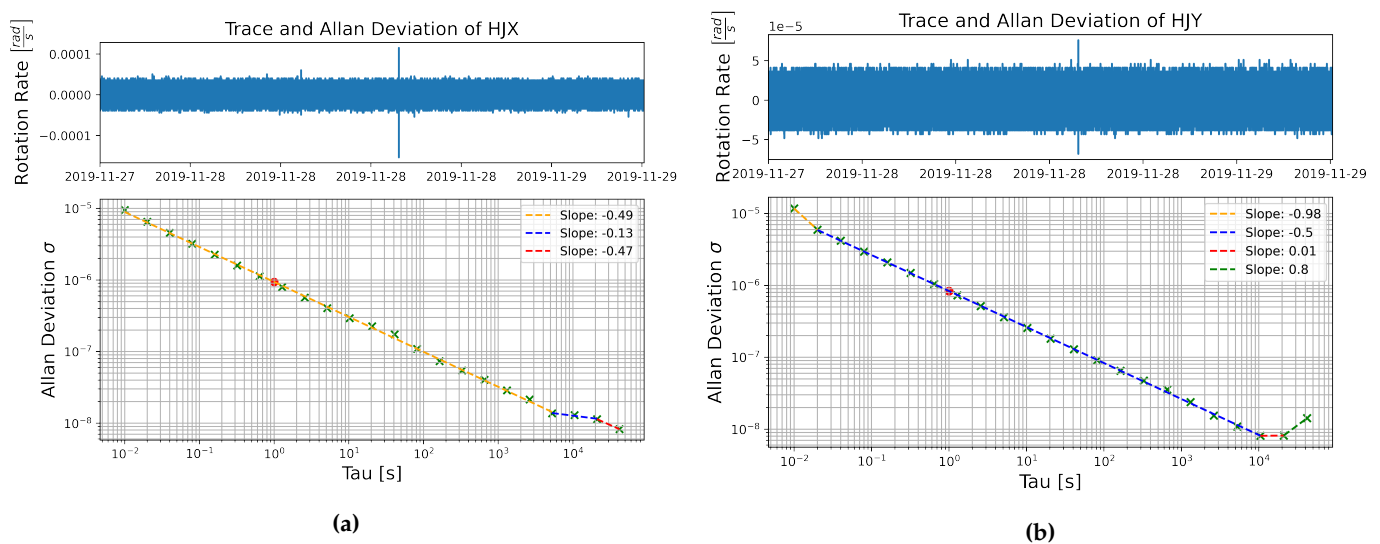 Trace and Allan Deviation of HJX
Rotation Rate [rad/s]
0.0001
0.0000
−0.0001
2019-11-27 2019-11-28 2019-11-28 2019-11-28 2019-11-28 2019-11-29 2019-11-29
Allan Deviation σ
10⁻⁵
10⁻⁶
10⁻⁷
10⁻⁸
Slope: -0.49
Slope: -0.13
Slope: -0.47
10⁻² 10⁻¹ 10⁰ 10¹ 10² 10³ 10⁴
Tau [s]
(a)
Trace and Allan Deviation of HJY
1e−5
Rotation Rate [rad/s]
5
0
−5
2019-11-27 2019-11-28 2019-11-28 2019-11-28 2019-11-28 2019-11-29 2019-11-29
Allan Deviation σ
10⁻⁵
10⁻⁶
10⁻⁷
10⁻⁸
Slope: -0.98
Slope: -0.5
Slope: 0.01
Slope: 0.8
10⁻² 10⁻¹ 10⁰ 10¹ 10² 10³ 10⁴
Tau [s]
(b)